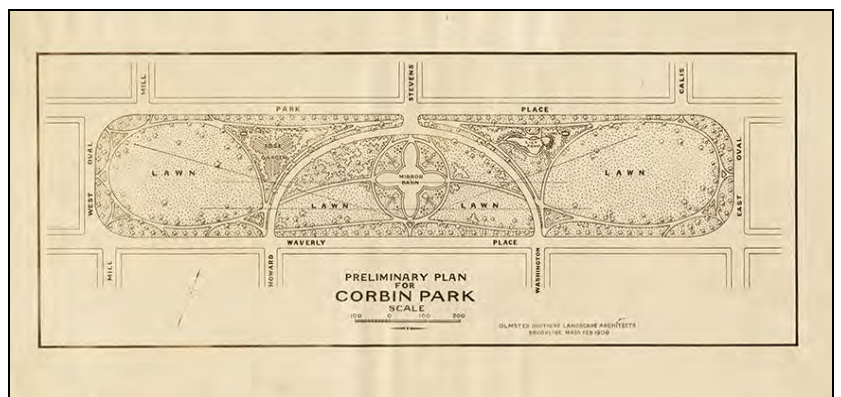 MILL
STEVENS
CALIS
PARK PLACE
WEST OVAL
EAST OVAL
ROSE
GARDEN
LAWN
LAWN
MIRROR
BASIN
LAWN
LAWN
WAVERLY PLACE
MILL
HOWARD
WASHINGTON
PRELIMINARY PLAN
FOR
CORBIN PARK
SCALE
100 0 100 200
OLMSTED BROTHERS LANDSCAPE ARCHITECTS
BROOKLINE MASS FEB 1908